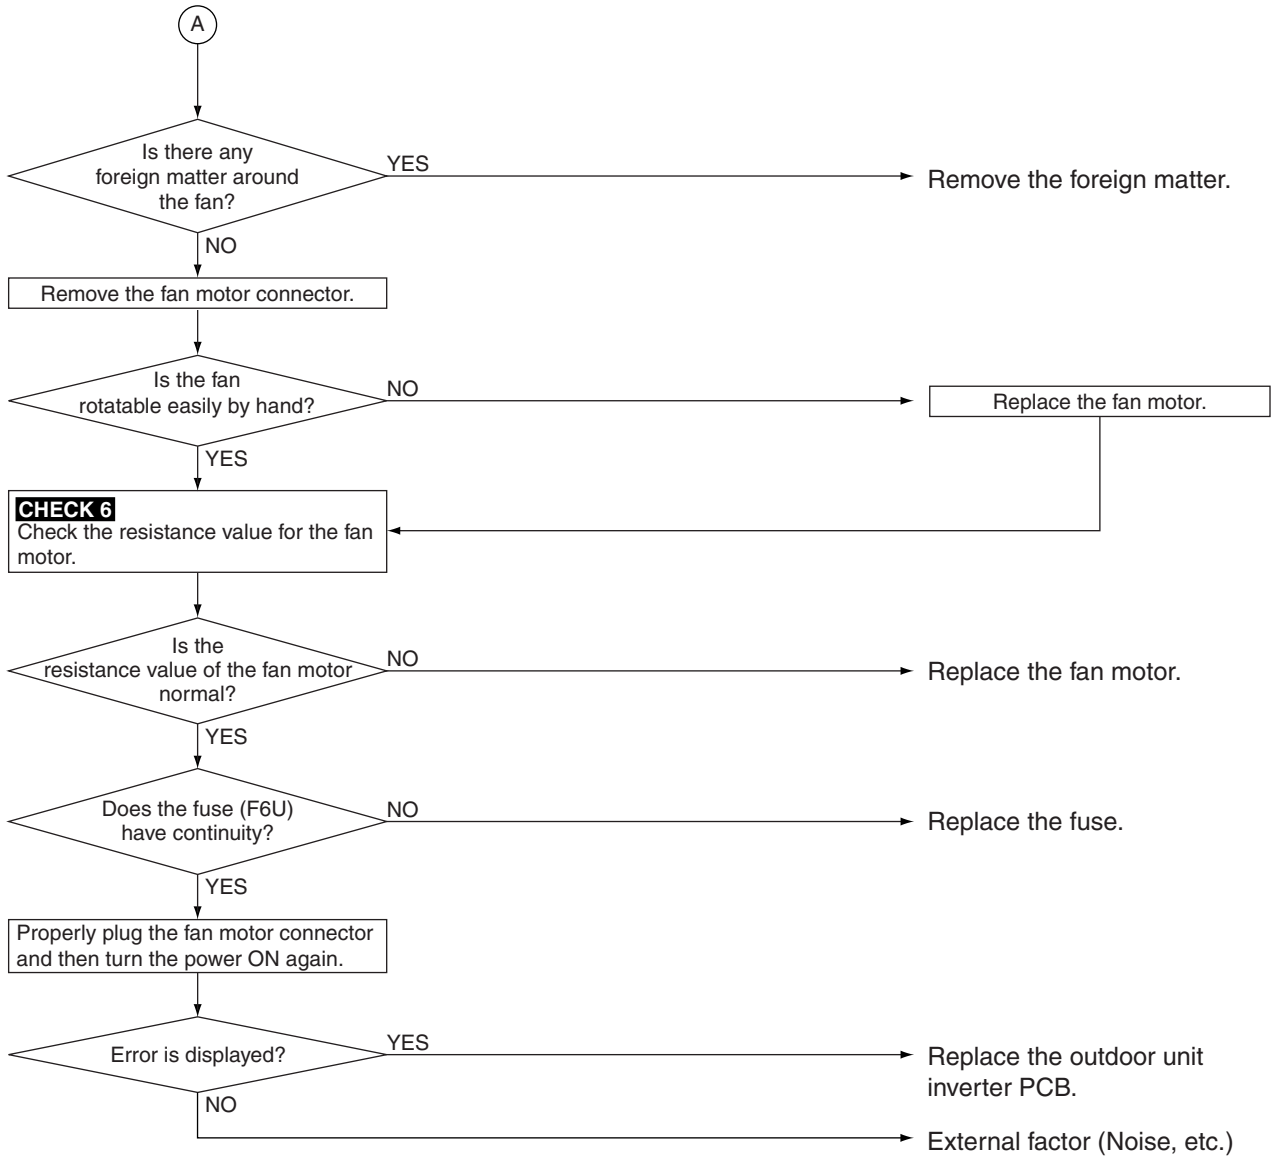 A
Is there any
foreign matter around
the fan?
YES
Remove the foreign matter.
NO
Remove the fan motor connector.
Is the fan
rotatable easily by hand?
NO
Replace the fan motor.
YES
CHECK 6
Check the resistance value for the fan
motor.
Is the
resistance value of the fan motor
normal?
NO
Replace the fan motor.
YES
Does the fuse (F6U)
have continuity?
NO
Replace the fuse.
YES
Properly plug the fan motor connector
and then turn the power ON again.
Error is displayed?
YES
Replace the outdoor unit
inverter PCB.
NO
External factor (Noise, etc.)